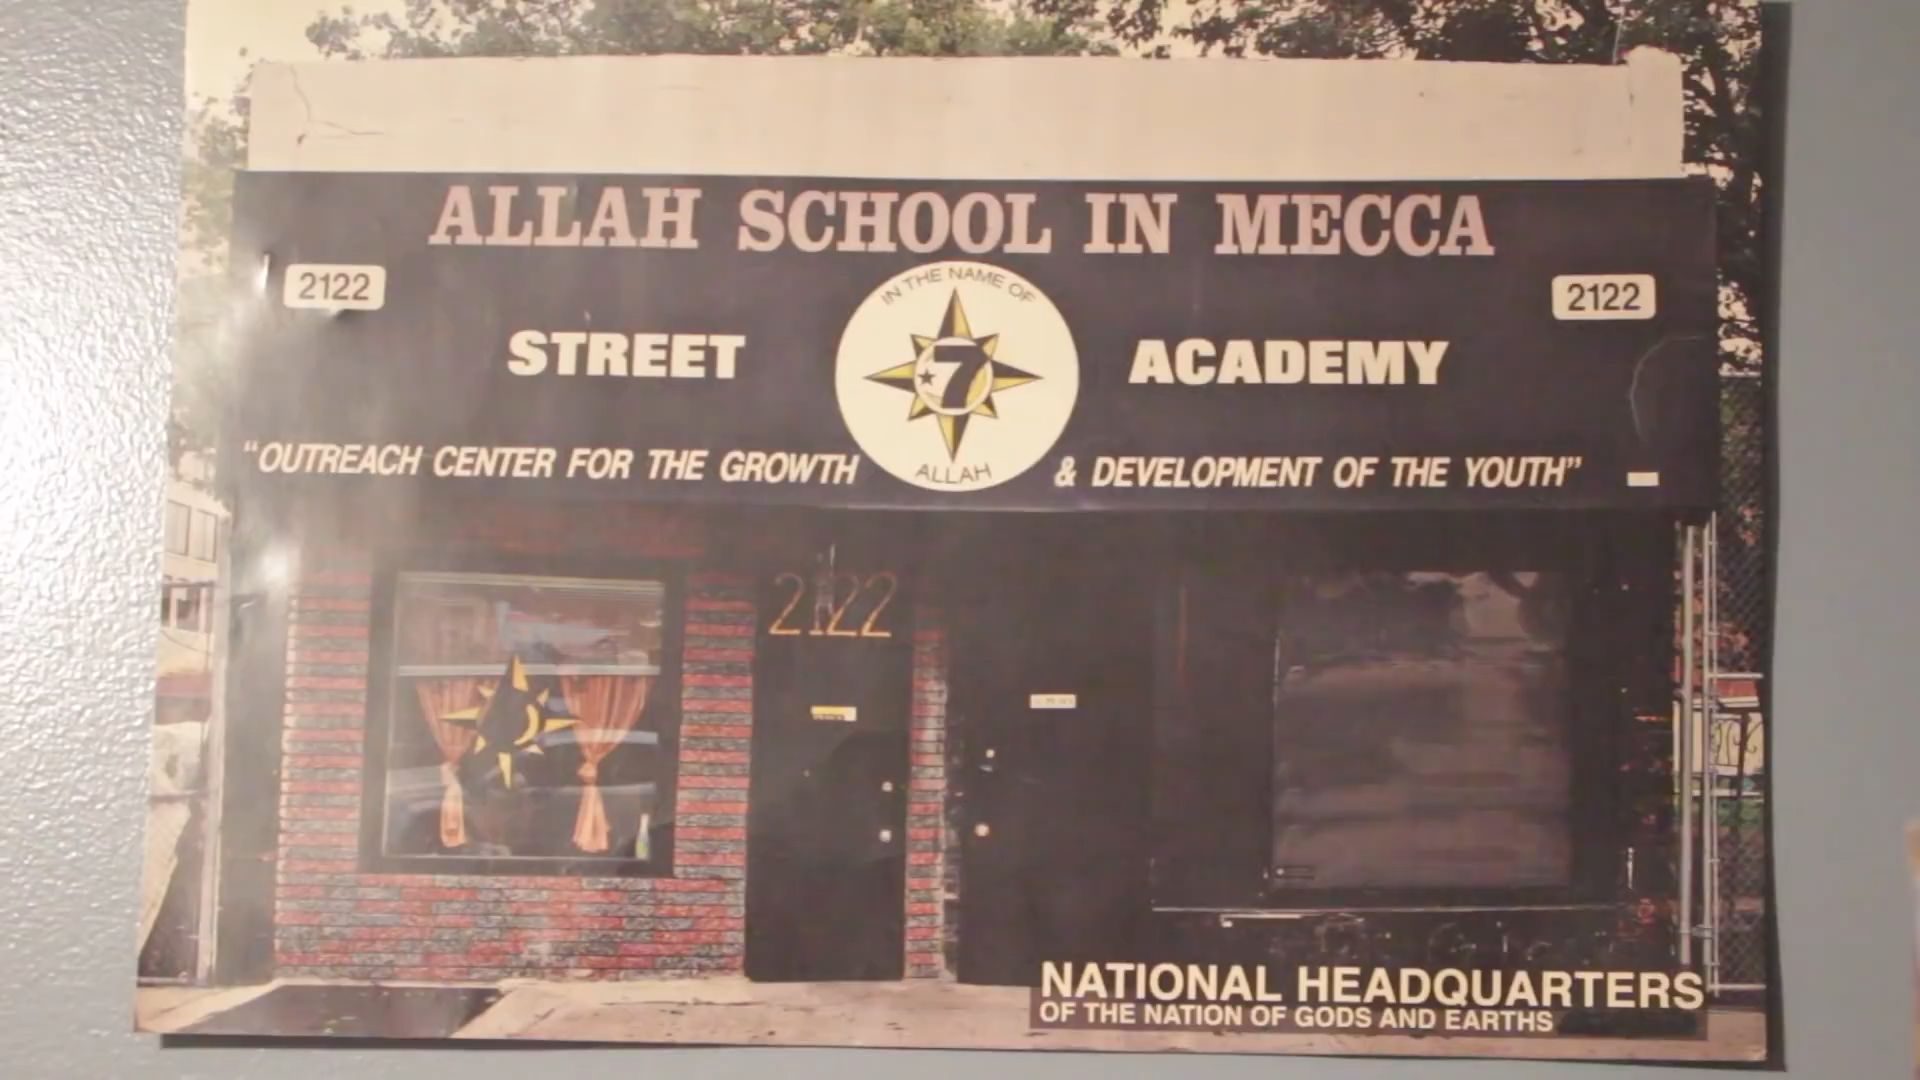 ALLAH SCHOOL IN MECCA
2122
2122
IN THE NAME OF
7
ALLAH
STREET ACADEMY
"OUTREACH CENTER FOR THE GROWTH & DEVELOPMENT OF THE YOUTH"
2122
NATIONAL HEADQUARTERS
OF THE NATION OF GODS AND EARTHS